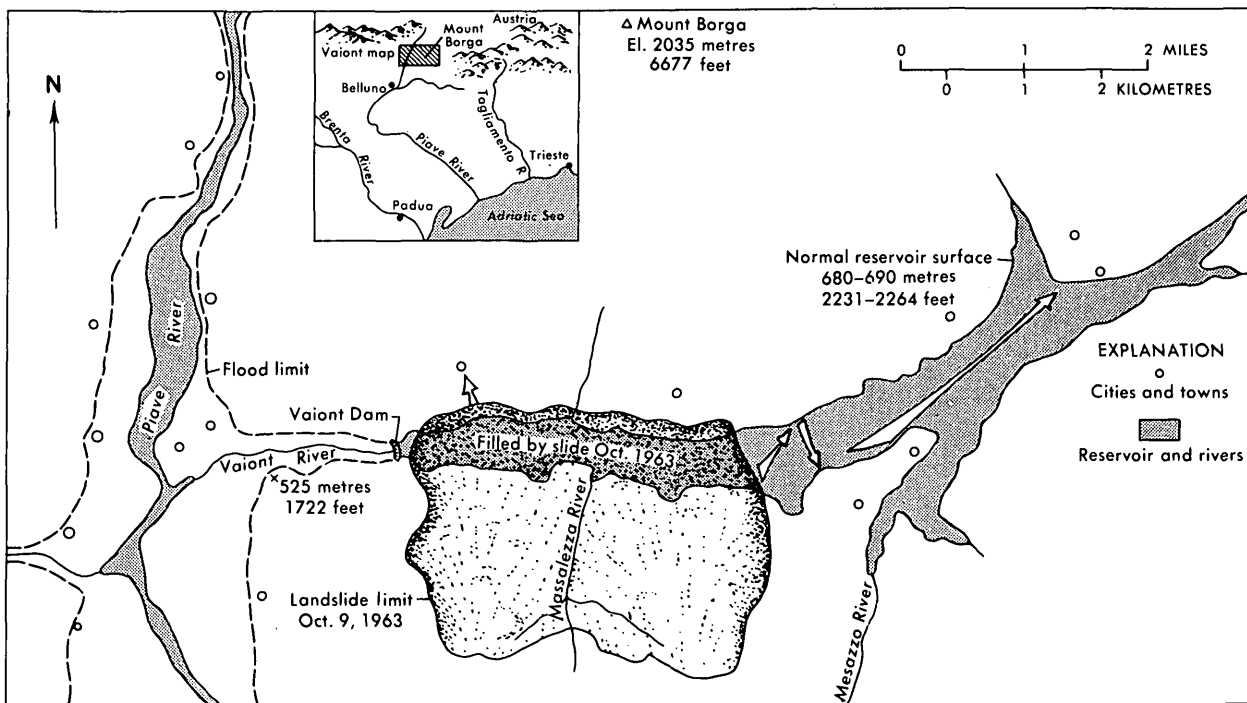 Austria
Mount
Borga
Vaiont map
Belluno
Brenta
River
Piave River
Tagliamento R
Trieste
Padua
Adriatic Sea
△ Mount Borga
El. 2035 metres
6677 feet
0 1 2 MILES
0 1 2 KILOMETRES
N
Normal reservoir surface
680–690 metres
2231–2264 feet
Piave
River
Flood limit
EXPLANATION
Cities and towns
Reservoir and rivers
Vaiont Dam
Filled by slide Oct. 1963
Vaiont River
×525 metres
1722 feet
Massalezza River
Landslide limit
Oct. 9, 1963
Mesazzo River